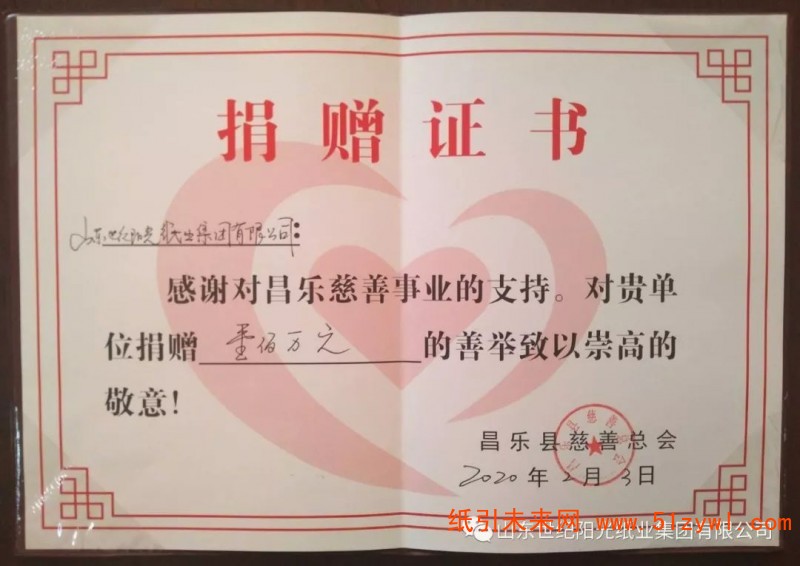 捐赠证书
山东世纪阳光纸业集团有限公司:
感谢对昌乐慈善事业的支持。对贵单
位捐赠 壹佰万元 的善举致以崇高的
敬意!
昌乐县慈善总会
2020年2月3日
纸引未来网 www.51zywl.com
山东世纪阳光纸业集团有限公司